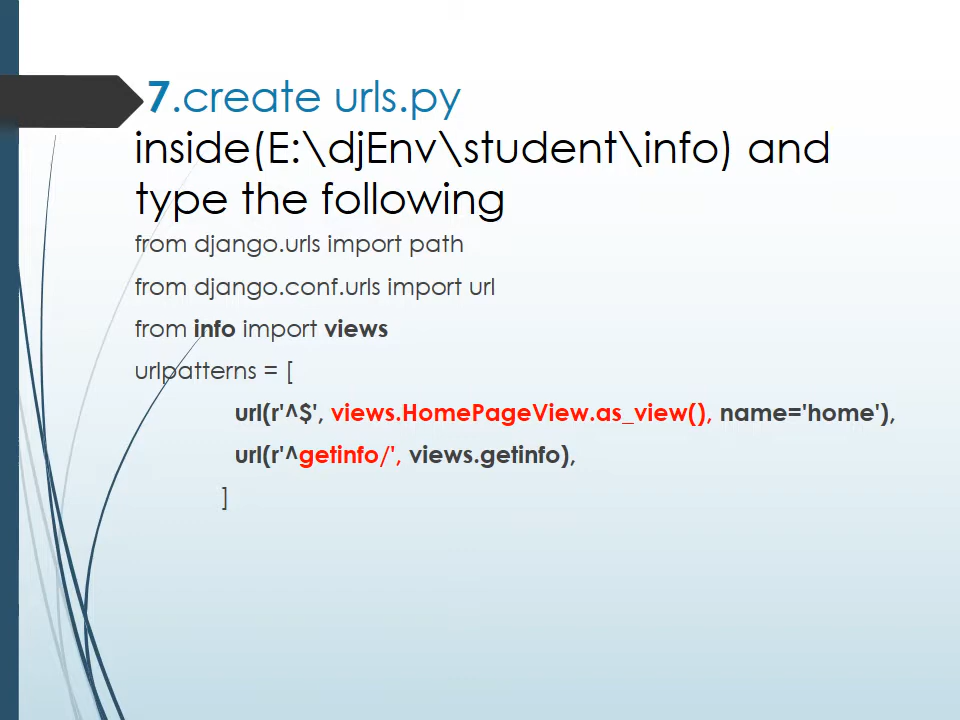 7.create urls.py
inside(E:\djEnv\student\info) and
type the following
from django.urls import path
from django.conf.urls import url
from info import views
urlpatterns = [
url(r'^$', views.HomePageView.as_view(), name='home'),
url(r'^getinfo/', views.getinfo),
]